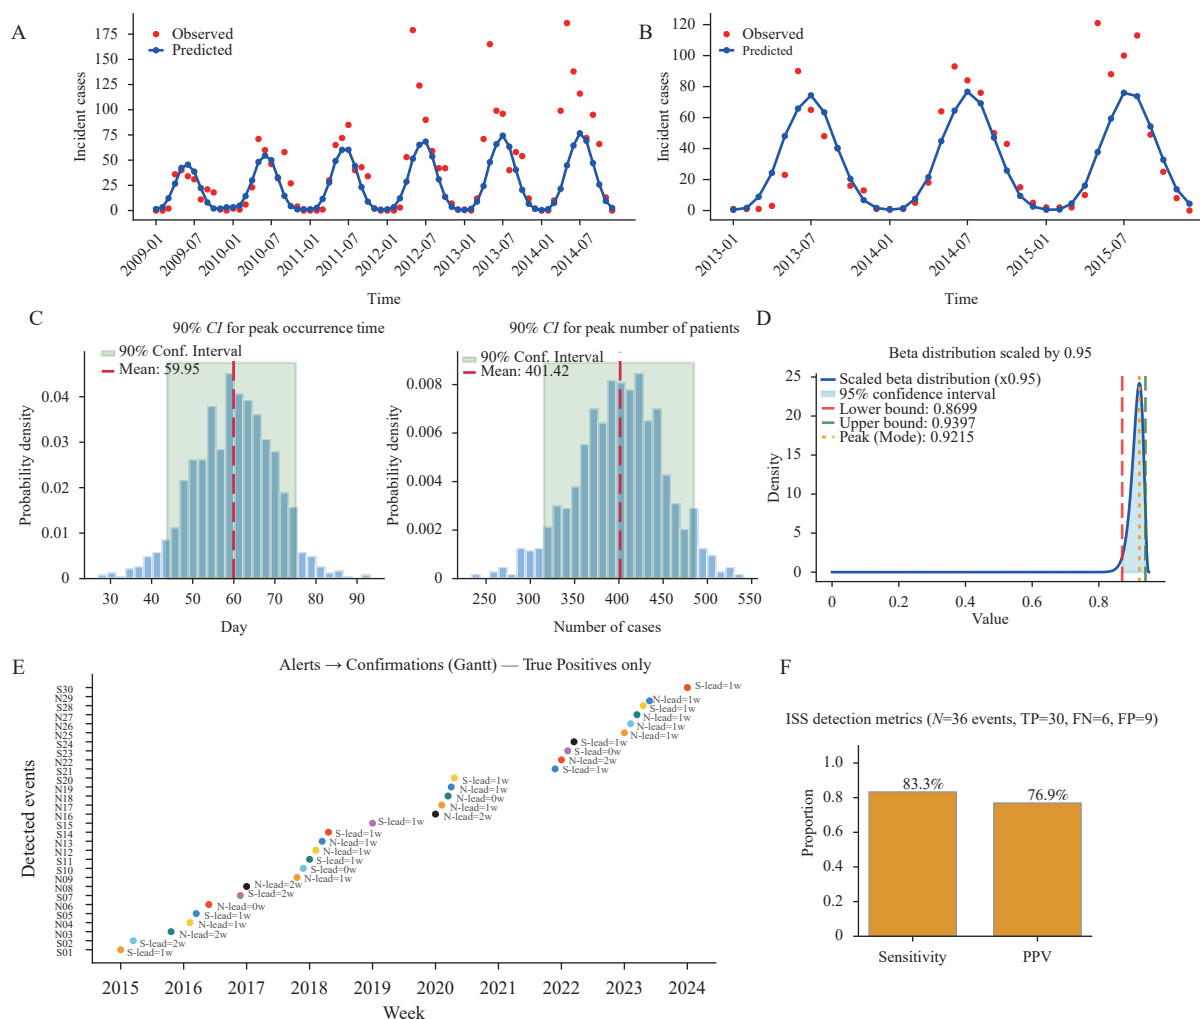 A
Observed
Predicted
Incident cases
175
150
125
100
75
50
25
0
2009-01
2009-07
2010-01
2010-07
2011-01
2011-07
2012-01
2012-07
2013-01
2013-07
2014-01
2014-07
Time
B
Observed
Predicted
Incident cases
120
100
80
60
40
20
0
2013-01
2013-07
2014-01
2014-07
2015-01
2015-07
Time
C
90% CI for peak occurrence time
90% Conf. Interval
Mean: 59.95
Probability density
0.04
0.03
0.02
0.01
0
30 40 50 60 70 80 90
Day
90% CI for peak number of patients
90% Conf. Interval
Mean: 401.42
Probability density
0.008
0.006
0.004
0.002
0
250 300 350 400 450 500 550
Number of cases
D
Beta distribution scaled by 0.95
Scaled beta distribution (x0.95)
95% confidence interval
Lower bound: 0.8699
Upper bound: 0.9397
Peak (Mode): 0.9215
Density
25
20
15
10
5
0
0 0.2 0.4 0.6 0.8
Value
E
Alerts → Confirmations (Gantt) — True Positives only
Detected events
S30
N29
S28
N27
N26
N25
S24
S23
N22
S21
S20
N19
N18
N17
N16
S15
S14
N13
N12
S11
S10
N09
N08
S07
N06
S05
N04
N03
S02
S01
S-lead=1w
N-lead=1w
S-lead=1w
N-lead=1w
N-lead=1w
N-lead=1w
S-lead=1w
S-lead=0w
N-lead=2w
S-lead=1w
S-lead=1w
N-lead=1w
N-lead=0w
N-lead=1w
N-lead=2w
S-lead=1w
S-lead=1w
N-lead=1w
N-lead=1w
S-lead=1w
S-lead=0w
N-lead=1w
N-lead=2w
S-lead=2w
N-lead=0w
S-lead=1w
N-lead=1w
N-lead=2w
S-lead=2w
S-lead=1w
2015 2016 2017 2018 2019 2020 2021 2022 2023 2024
Week
F
ISS detection metrics (N=36 events, TP=30, FN=6, FP=9)
Proportion
1.0
0.8
0.6
0.4
0.2
0
83.3%
76.9%
Sensitivity PPV